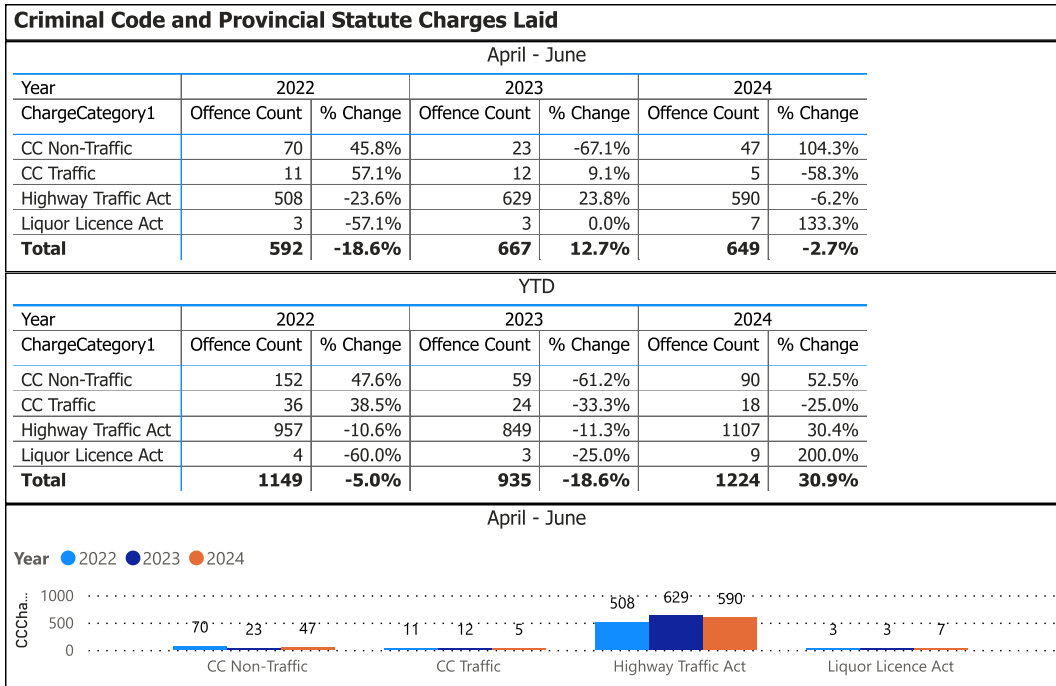 Criminal Code and Provincial Statute Charges Laid
April - June
Year 2022 2023 2024
ChargeCategory1 Offence Count % Change Offence Count % Change Offence Count % Change
CC Non-Traffic 70 45.8% 23 -67.1% 47 104.3%
CC Traffic 11 57.1% 12 9.1% 5 -58.3%
Highway Traffic Act 508 -23.6% 629 23.8% 590 -6.2%
Liquor Licence Act 3 -57.1% 3 0.0% 7 133.3%
Total 592 -18.6% 667 12.7% 649 -2.7%
YTD
Year 2022 2023 2024
ChargeCategory1 Offence Count % Change Offence Count % Change Offence Count % Change
CC Non-Traffic 152 47.6% 59 -61.2% 90 52.5%
CC Traffic 36 38.5% 24 -33.3% 18 -25.0%
Highway Traffic Act 957 -10.6% 849 -11.3% 1107 30.4%
Liquor Licence Act 4 -60.0% 3 -25.0% 9 200.0%
Total 1149 -5.0% 935 -18.6% 1224 30.9%
April - June
Year 2022 2023 2024
CCCha...
1000
500
0
70 23 47 11 12 5 508 629 590 3 3 7
CC Non-Traffic CC Traffic Highway Traffic Act Liquor Licence Act